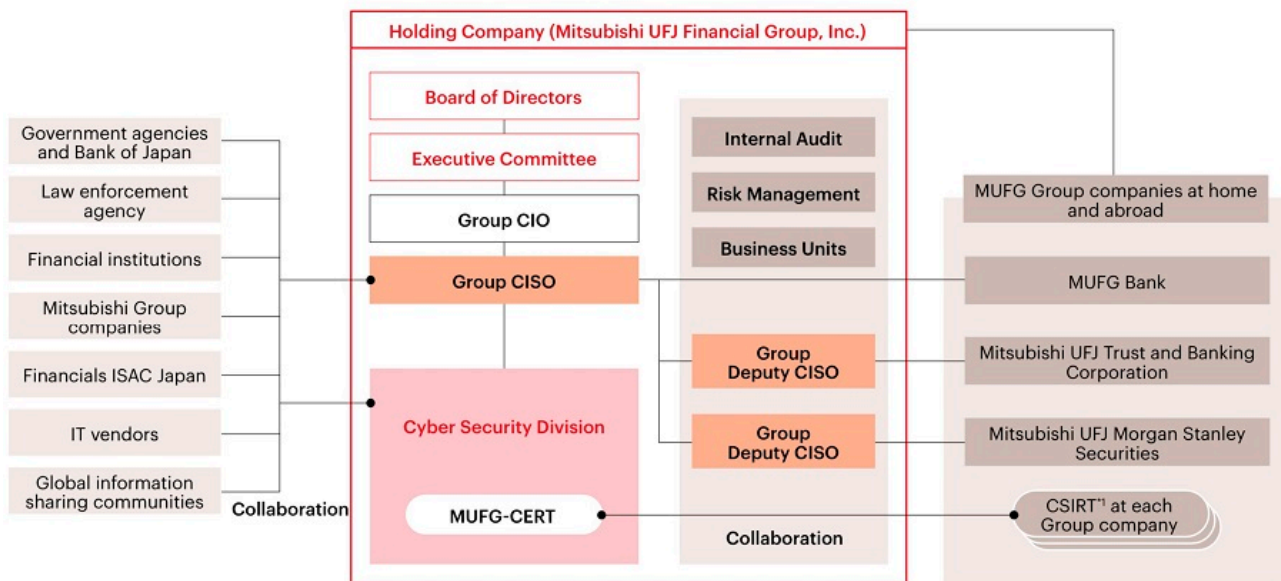 Holding Company (Mitsubishi UFJ Financial Group, Inc.)
Board of Directors
Executive Committee
Group CIO
Group CISO
Cyber Security Division
MUFG-CERT
Government agencies
and Bank of Japan
Law enforcement
agency
Financial institutions
Mitsubishi Group
companies
Financials ISAC Japan
IT vendors
Global information
sharing communities
Collaboration
Internal Audit
Risk Management
Business Units
Group
Deputy CISO
Group
Deputy CISO
Collaboration
MUFG Group companies at home
and abroad
MUFG Bank
Mitsubishi UFJ Trust and Banking
Corporation
Mitsubishi UFJ Morgan Stanley
Securities
CSIRT*1 at each
Group company